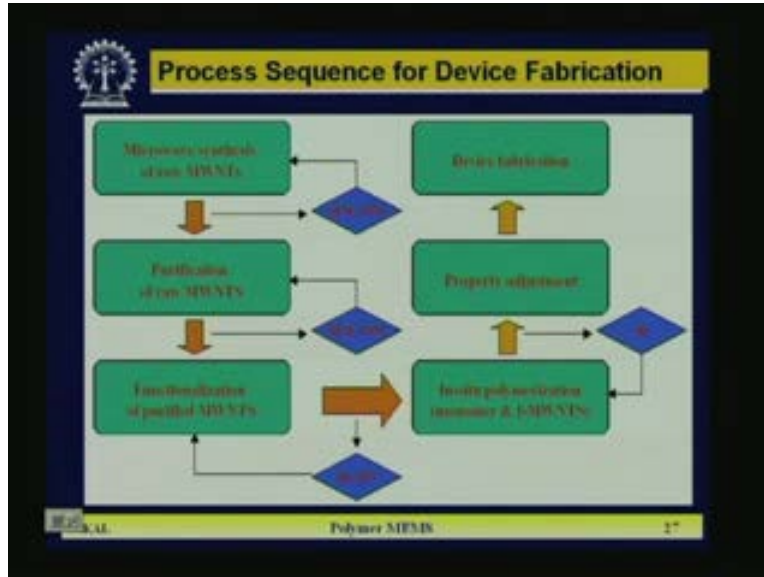 Process Sequence for Device Fabrication
Microwave synthesis
of raw MWNTs
Purification
of raw MWNTS
Functionalization
of purified MWNTS
Device fabrication
Property adjustment
Insitu polymerization
(monomer & f-MWNTS)
KAL
Polymer MEMS
27